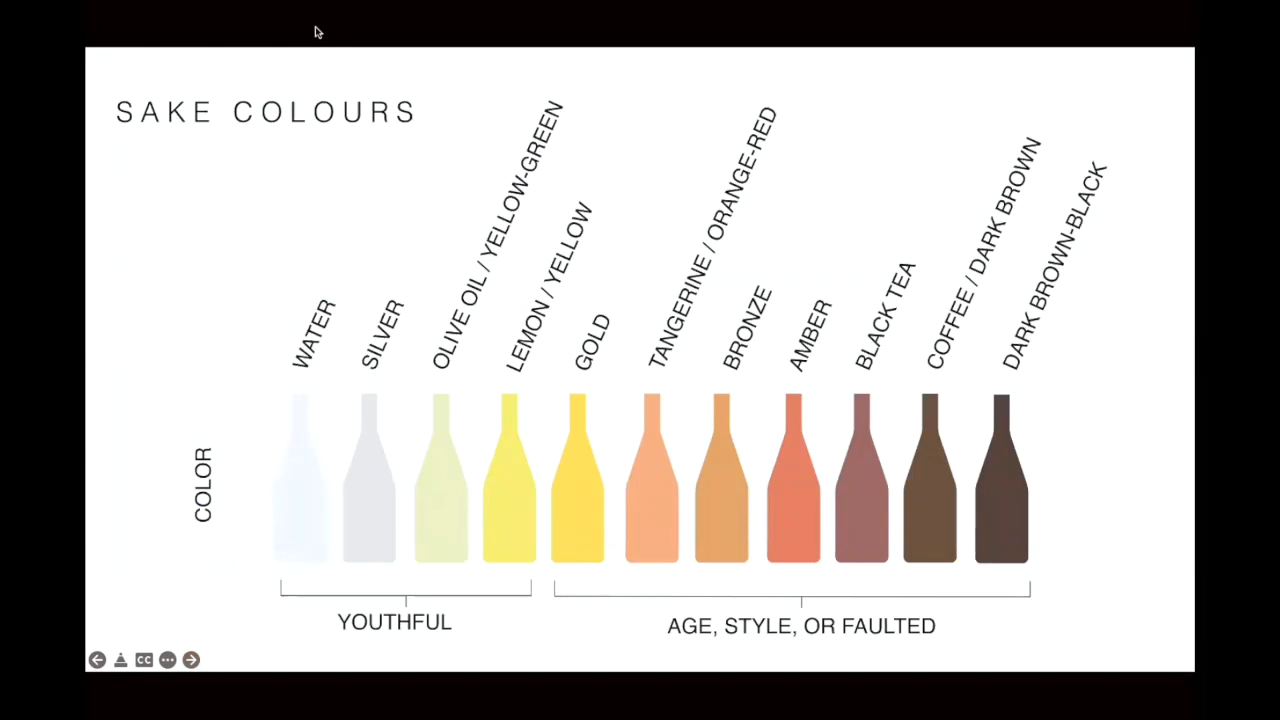 SAKE COLOURS
WATER
SILVER
OLIVE OIL / YELLOW-GREEN
LEMON / YELLOW
GOLD
TANGERINE / ORANGE-RED
BRONZE
AMBER
BLACK TEA
COFFEE / DARK BROWN
DARK BROWN-BLACK
COLOR
YOUTHFUL
AGE, STYLE, OR FAULTED
CC